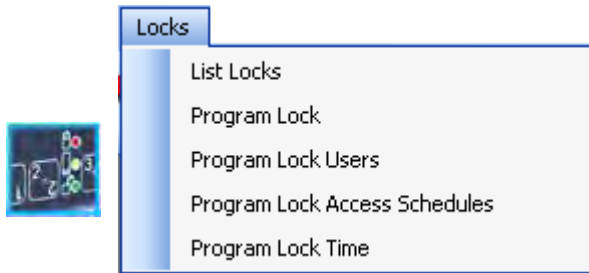 Locks
List Locks
Program Lock
Program Lock Users
Program Lock Access Schedules
Program Lock Time